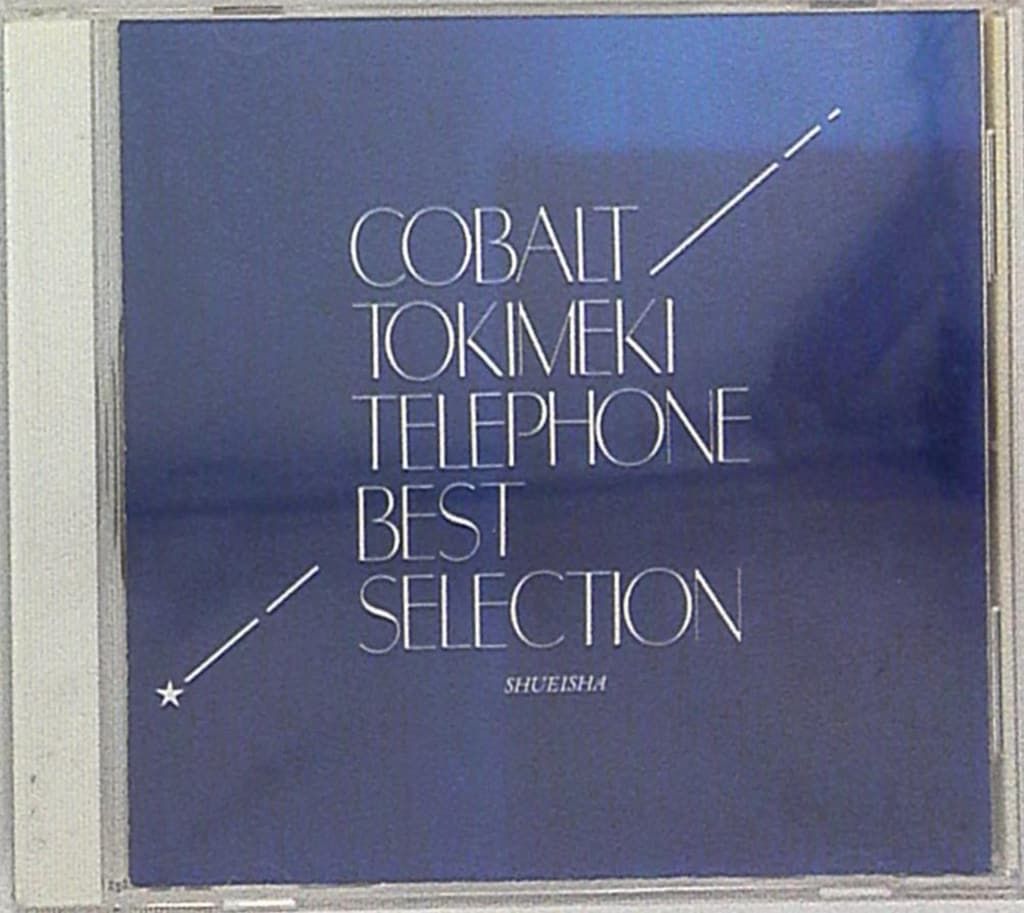 COBALT
TOKIMEKI
TELEPHONE
BEST
SELECTION
SHUEISHA